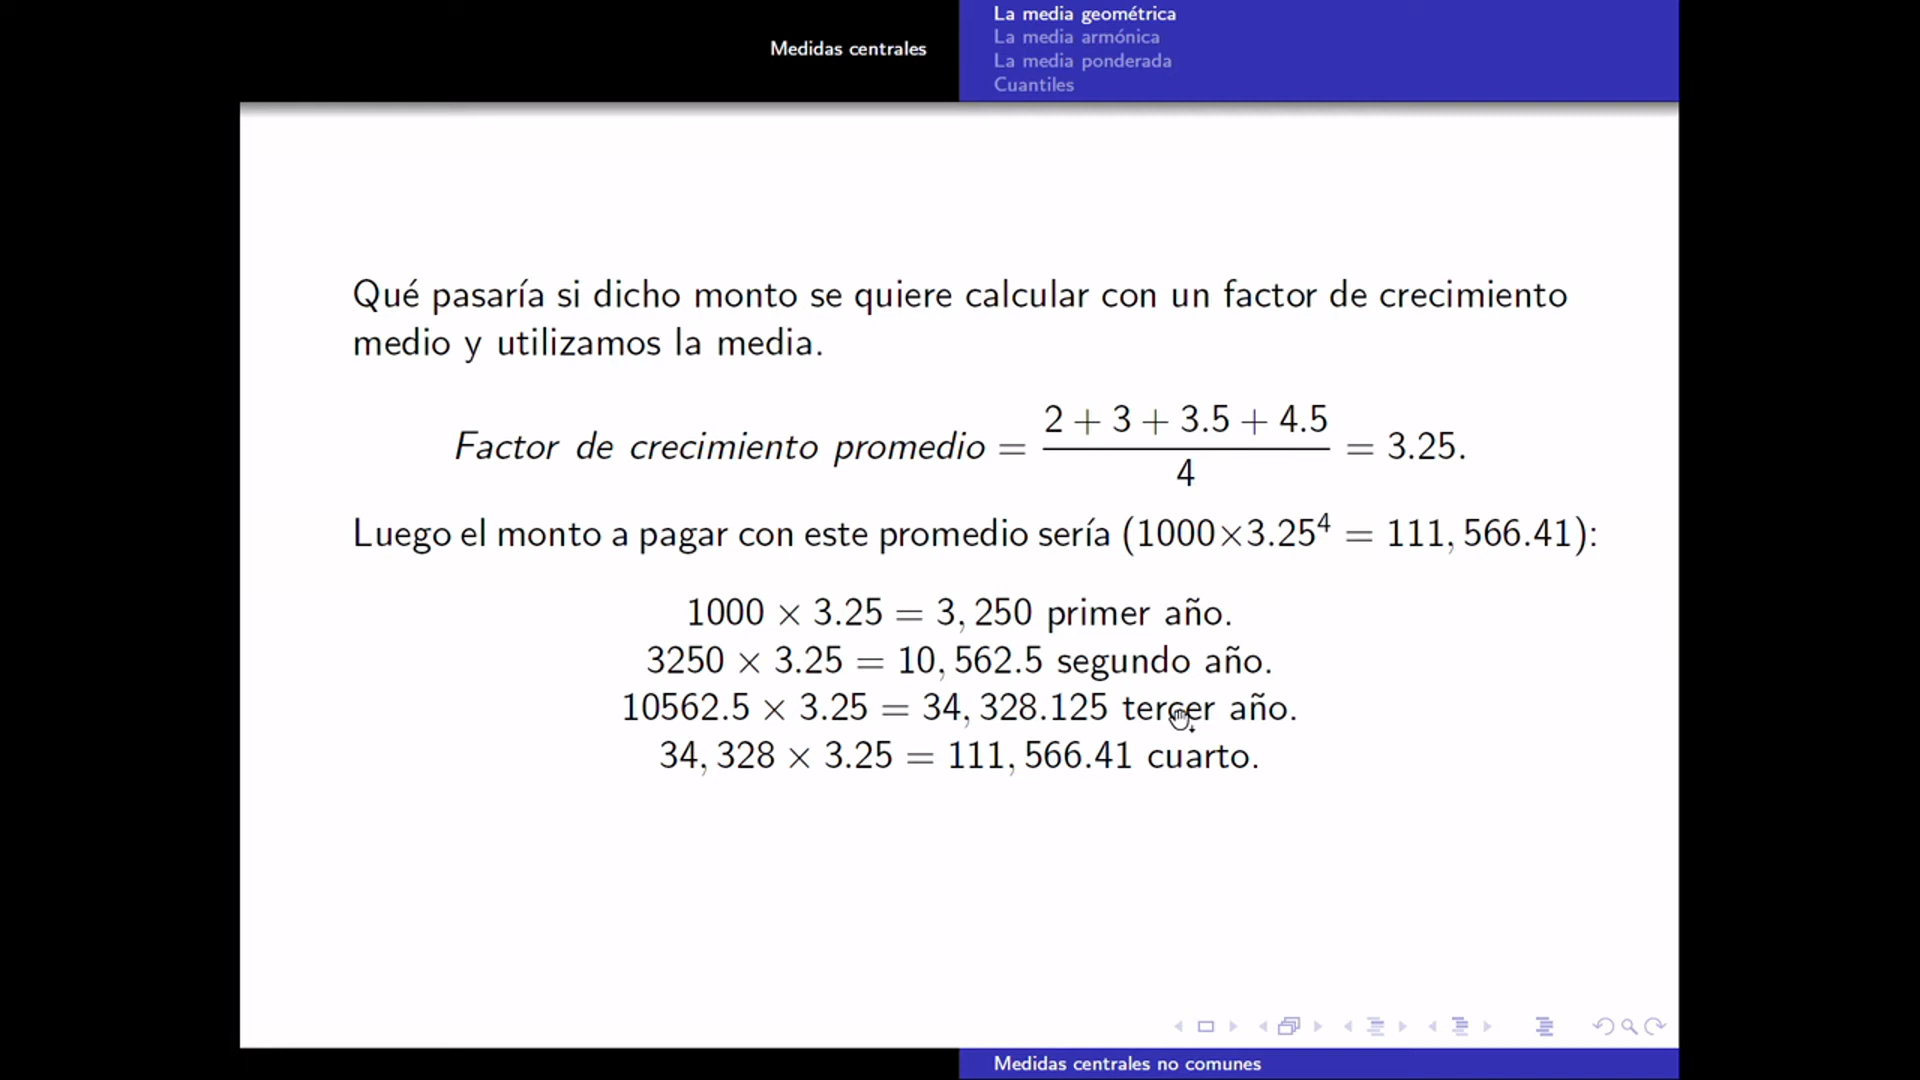 Medidas centrales
La media geométrica
La media armónica
La media ponderada
Cuantiles
Qué pasaría si dicho monto se quiere calcular con un factor de crecimiento
medio y utilizamos la media.
Factor de crecimiento promedio = \frac{2 + 3 + 3.5 + 4.5}{4} = 3.25.
Luego el monto a pagar con este promedio sería (1000×3.25⁴ = 111, 566.41):
1000 × 3.25 = 3, 250 primer año.
3250 × 3.25 = 10, 562.5 segundo año.
10562.5 × 3.25 = 34, 328.125 tercer año.
34, 328 × 3.25 = 111, 566.41 cuarto.
Medidas centrales no comunes